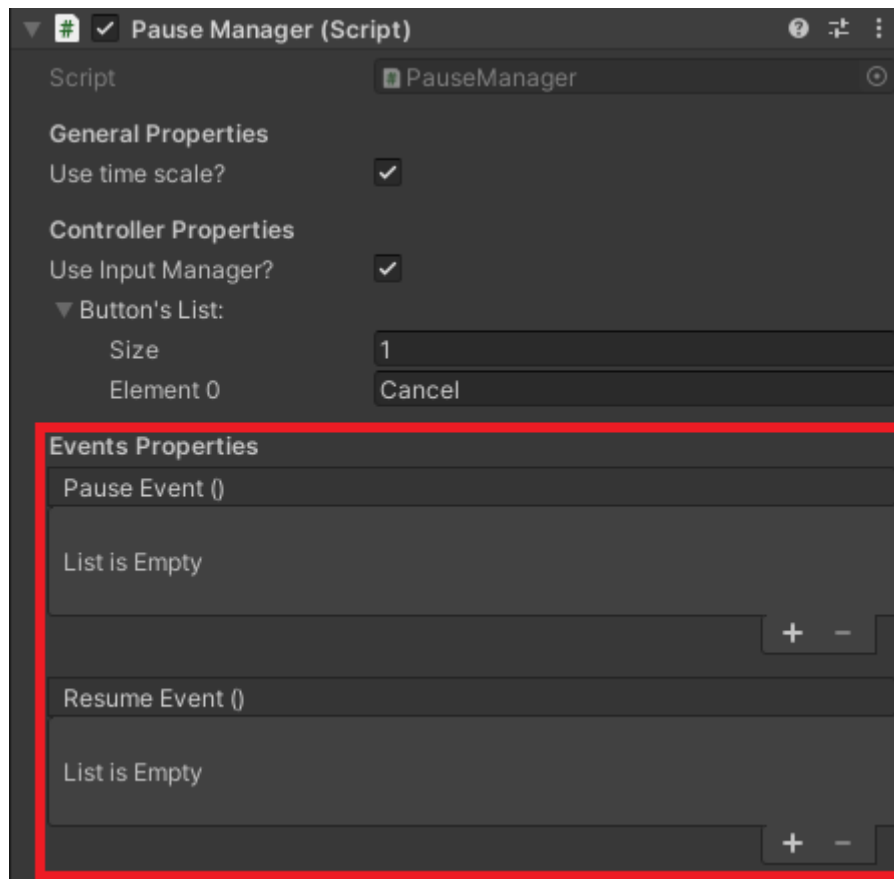 # Pause Manager (Script)
Script # PauseManager
General Properties
Use time scale?
Controller Properties
Use Input Manager?
Button's List:
Size 1
Element 0 Cancel
Events Properties
Pause Event ()
List is Empty
+ −
Resume Event ()
List is Empty
+ −